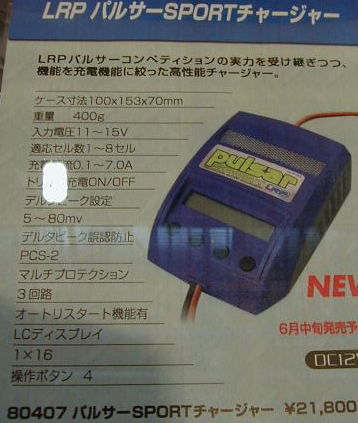 LRP パルサーSPORTチャージャー
LRPパルサーコンペティションの実力を受け継ぎつつ、
機能を充電機能に絞った高性能チャージャー。
ケース寸法100x153x70mm
重量 400g
入力電圧11～15V
適応セル数1～8セル
充 流0.1～7.0A
トリ 充電ON/OFF
デル ーク設定
5～80mv
デルタピーク誤認防止
PCS-2
マルチプロテクション
3回路
オートリスタート機能有
LCディスプレイ
1×16
操作ボタン 4
pulsar
LRP
NEW
6月中旬発売予
DC12V
80407 パルサーSPORTチャージャー ¥21,800